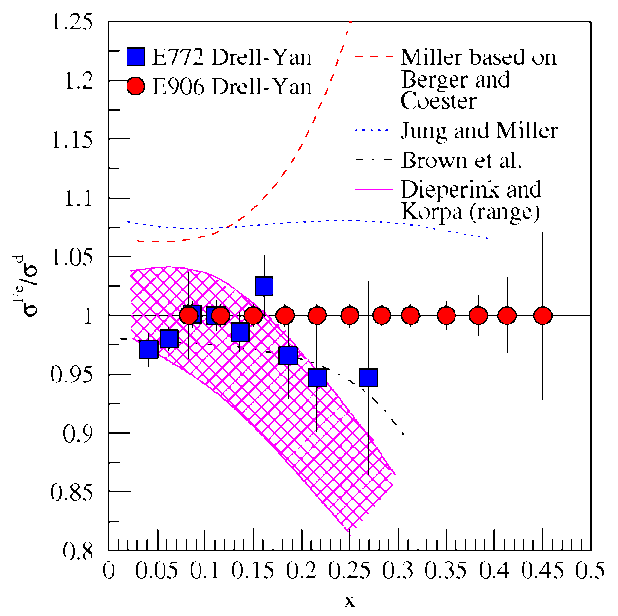 1.25
1.2
1.15
1.1
1.05
1
0.95
0.9
0.85
0.8
σFe/σd
E772 Drell-Yan
E906 Drell-Yan
Miller based on
Berger and
Coester
Jung and Miller
Brown et al.
Dieperink and
Korpa (range)
0 0.05 0.1 0.15 0.2 0.25 0.3 0.35 0.4 0.45 0.5
x